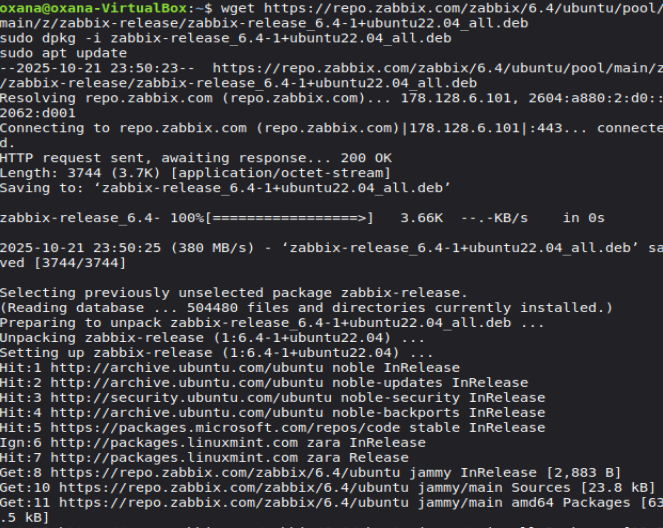 oxana@oxana-VirtualBox:~$ wget https://repo.zabbix.com/zabbix/6.4/ubuntu/pool/
main/z/zabbix-release/zabbix-release_6.4-1+ubuntu22.04_all.deb
sudo dpkg -i zabbix-release_6.4-1+ubuntu22.04_all.deb
sudo apt update
--2025-10-21 23:50:23--  https://repo.zabbix.com/zabbix/6.4/ubuntu/pool/main/z
/zabbix-release/zabbix-release_6.4-1+ubuntu22.04_all.deb
Resolving repo.zabbix.com (repo.zabbix.com)... 178.128.6.101, 2604:a880:2:d0::
2062:d001
Connecting to repo.zabbix.com (repo.zabbix.com)|178.128.6.101|:443... connecte
d.
HTTP request sent, awaiting response... 200 OK
Length: 3744 (3.7K) [application/octet-stream]
Saving to: ‘zabbix-release_6.4-1+ubuntu22.04_all.deb’
zabbix-release_6.4- 100%[=================>]   3.66K  --.-KB/s    in 0s
2025-10-21 23:50:25 (380 MB/s) - ‘zabbix-release_6.4-1+ubuntu22.04_all.deb’ sa
ved [3744/3744]
Selecting previously unselected package zabbix-release.
(Reading database ... 504480 files and directories currently installed.)
Preparing to unpack zabbix-release_6.4-1+ubuntu22.04_all.deb ...
Unpacking zabbix-release (1:6.4-1+ubuntu22.04) ...
Setting up zabbix-release (1:6.4-1+ubuntu22.04) ...
Hit:1 http://archive.ubuntu.com/ubuntu noble InRelease
Hit:2 http://archive.ubuntu.com/ubuntu noble-updates InRelease
Hit:3 http://security.ubuntu.com/ubuntu noble-security InRelease
Hit:4 http://archive.ubuntu.com/ubuntu noble-backports InRelease
Hit:5 https://packages.microsoft.com/repos/code stable InRelease
Ign:6 http://packages.linuxmint.com zara InRelease
Hit:7 http://packages.linuxmint.com zara Release
Get:8 https://repo.zabbix.com/zabbix/6.4/ubuntu jammy InRelease [2,883 B]
Get:10 https://repo.zabbix.com/zabbix/6.4/ubuntu jammy/main Sources [23.8 kB]
Get:11 https://repo.zabbix.com/zabbix/6.4/ubuntu jammy/main amd64 Packages [63
.5 kB]